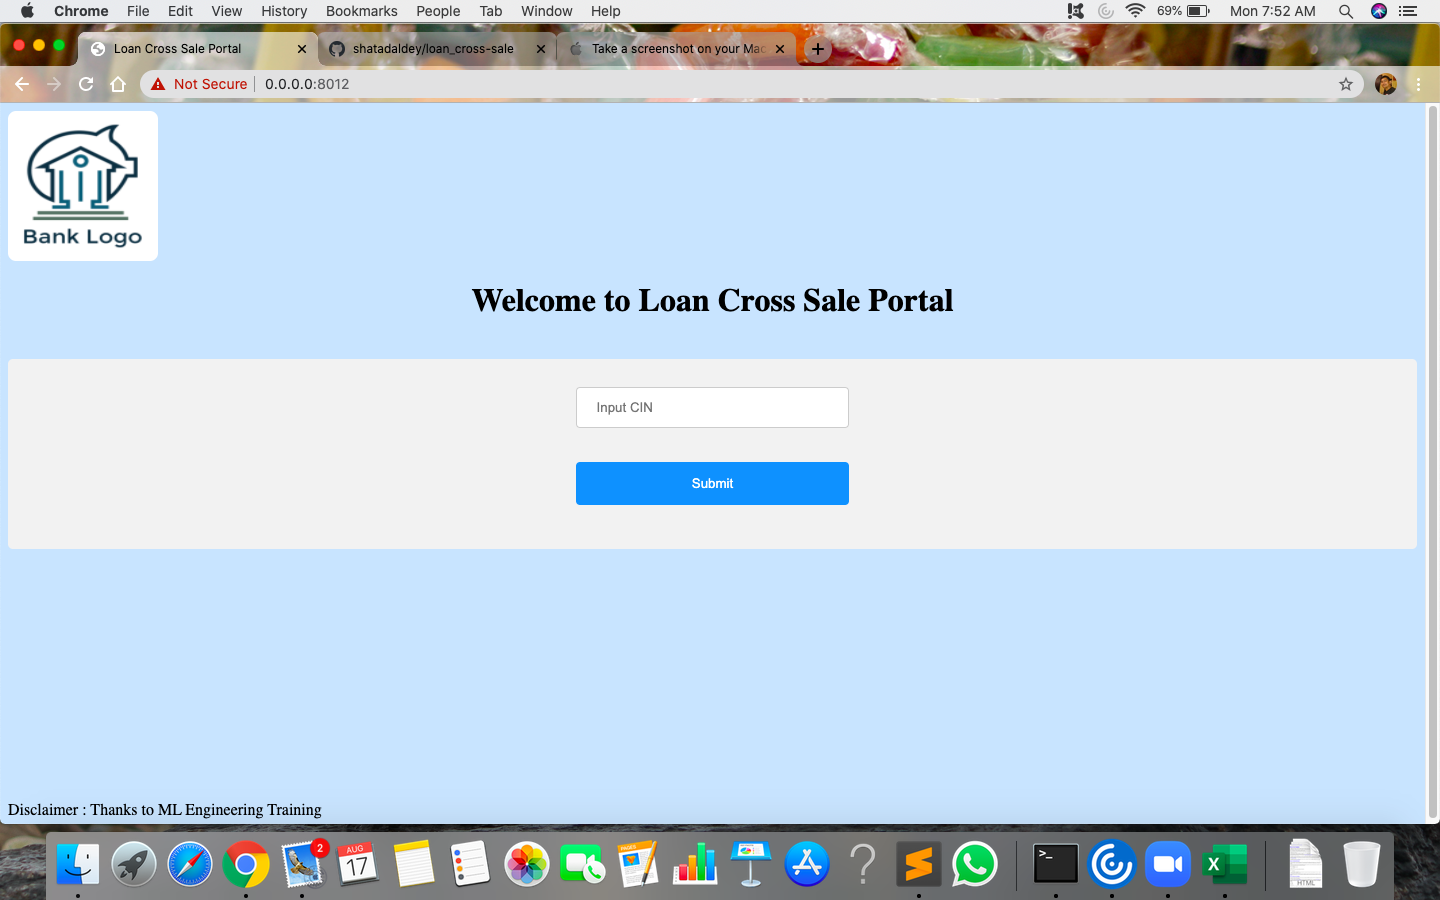 Chrome File Edit View History Bookmarks People Tab Window Help 69% Mon 7:52 AM
Loan Cross Sale Portal shatadaldey/loan_cross-sale Take a screenshot on your Mac
Not Secure 0.0.0.0:8012
Bank Logo
Welcome to Loan Cross Sale Portal
Input CIN
Submit
Disclaimer : Thanks to ML Engineering Training
2
AUG
17
PAGES
>_
X
HTML